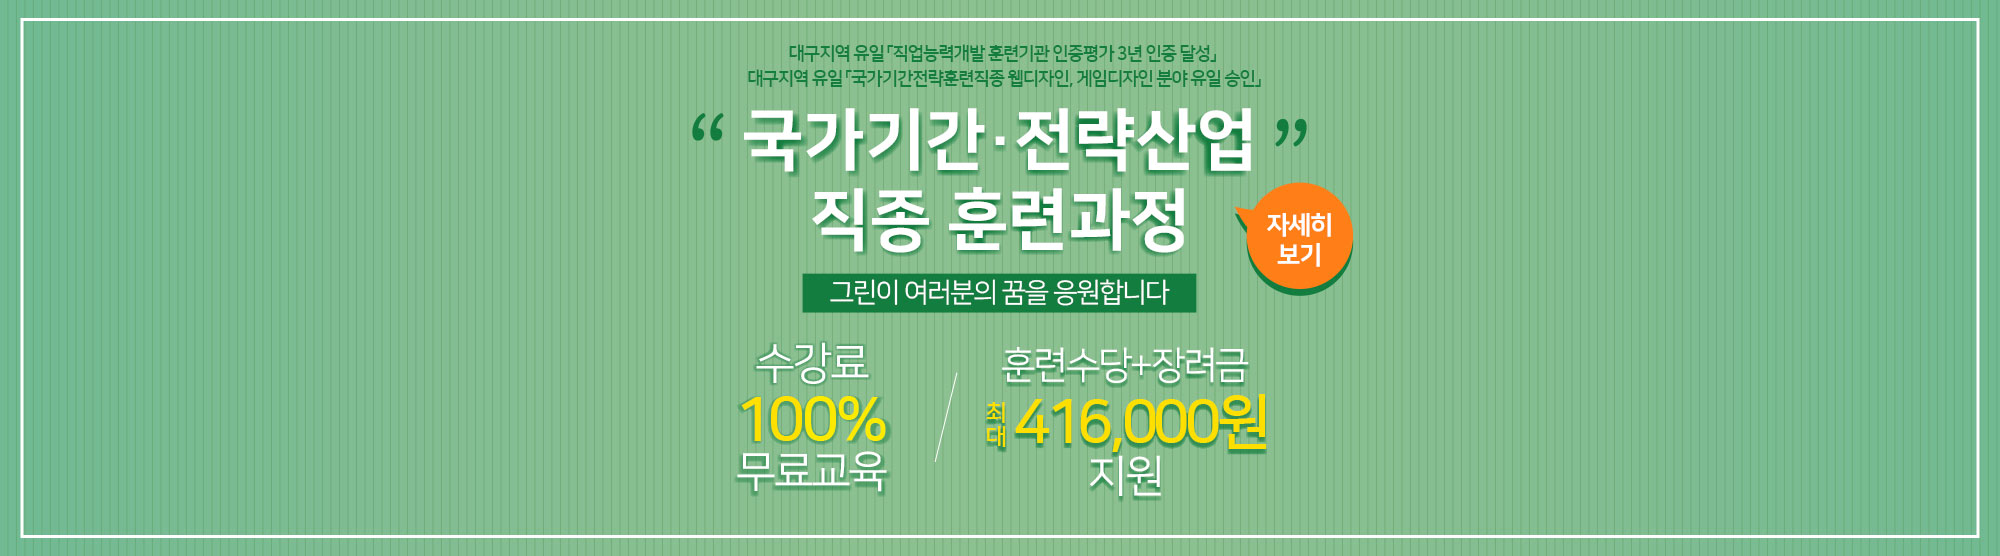 대구지역 유일 「직업능력개발 훈련기관 인증평가 3년 인증 달성」
대구지역 유일 「국가기간전략훈련직종 웹디자인, 게임디자인 분야 유일 승인」
“ 국가기간·전략산업 ”
직종 훈련과정
자세히
보기
그린이 여러분의 꿈을 응원합니다
수강료
100%
무료교육
훈련수당+장려금
최대 416,000원
지원